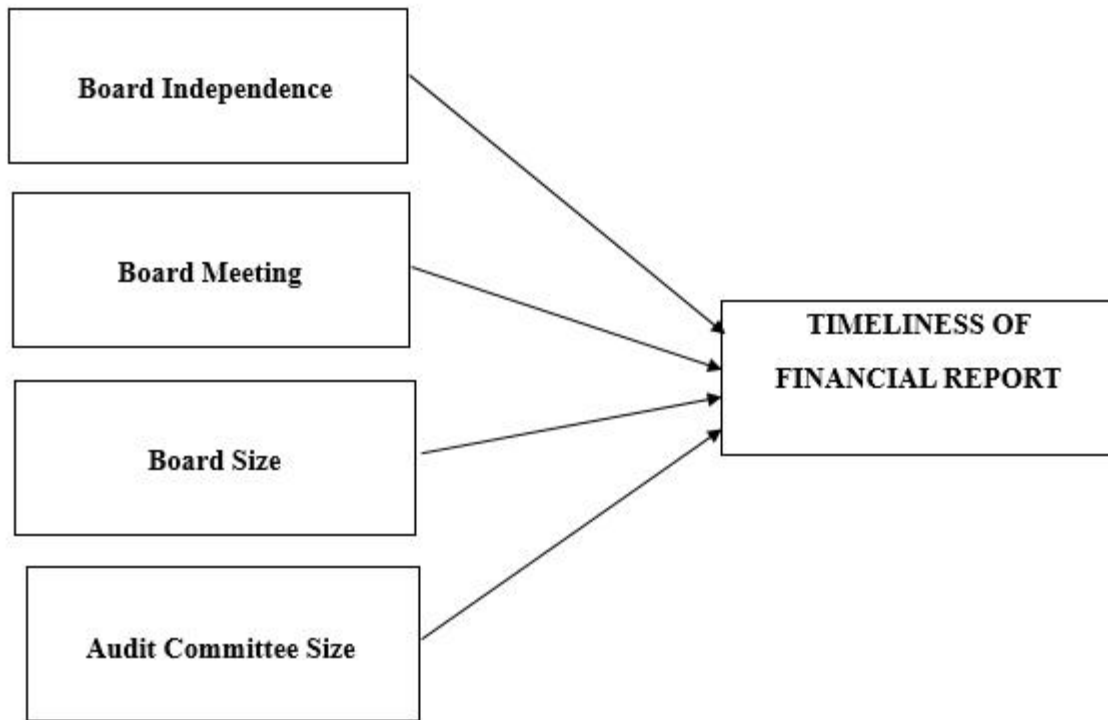 Board Independence
Board Meeting
Board Size
Audit Committee Size
TIMELINESS OF
FINANCIAL REPORT